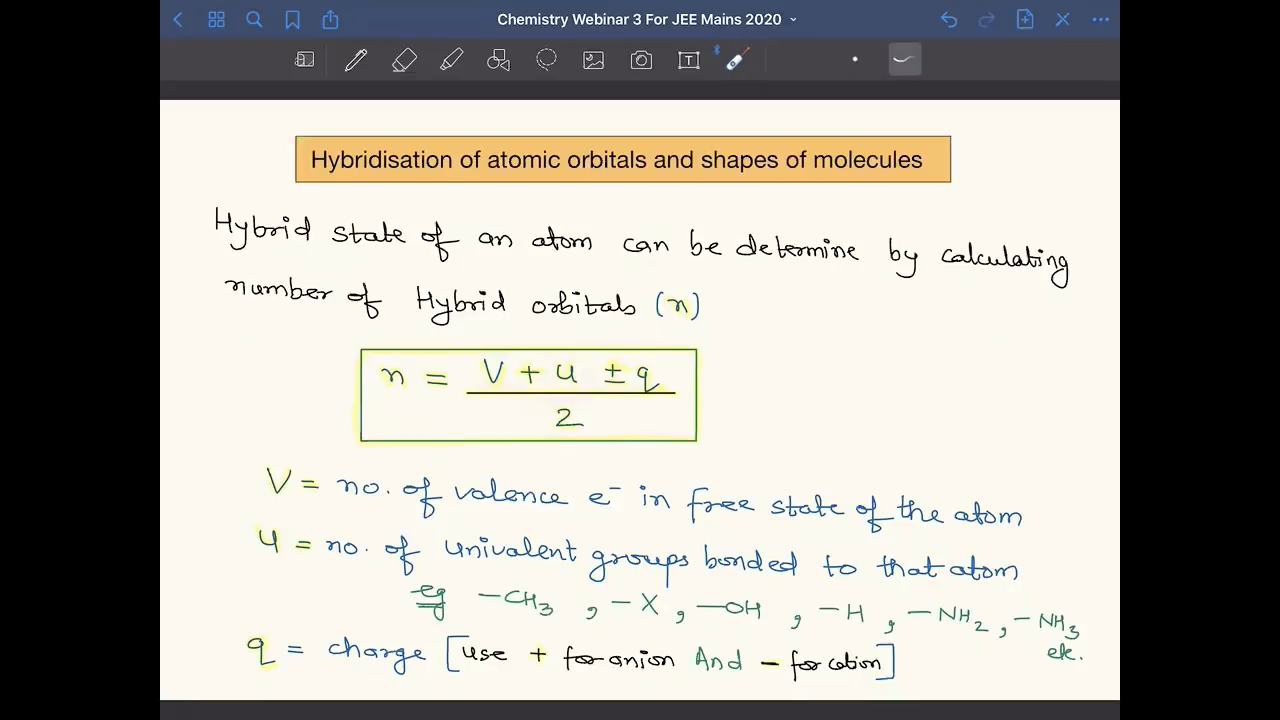 Chemistry Webinar 3 For JEE Mains 2020
T
Hybridisation of atomic orbitals and shapes of molecules
Hybrid state of an atom can be determine by calculating
number of Hybrid orbitals (n)
n = V + u ± q / 2
V = no. of valence e⁻ in free state of the atom
u = no. of univalent groups bonded to that atom
eg -CH₃, -X, -OH, -H, -NH₂, -NH₃ etc.
q = charge [use + for anion And - for cation]